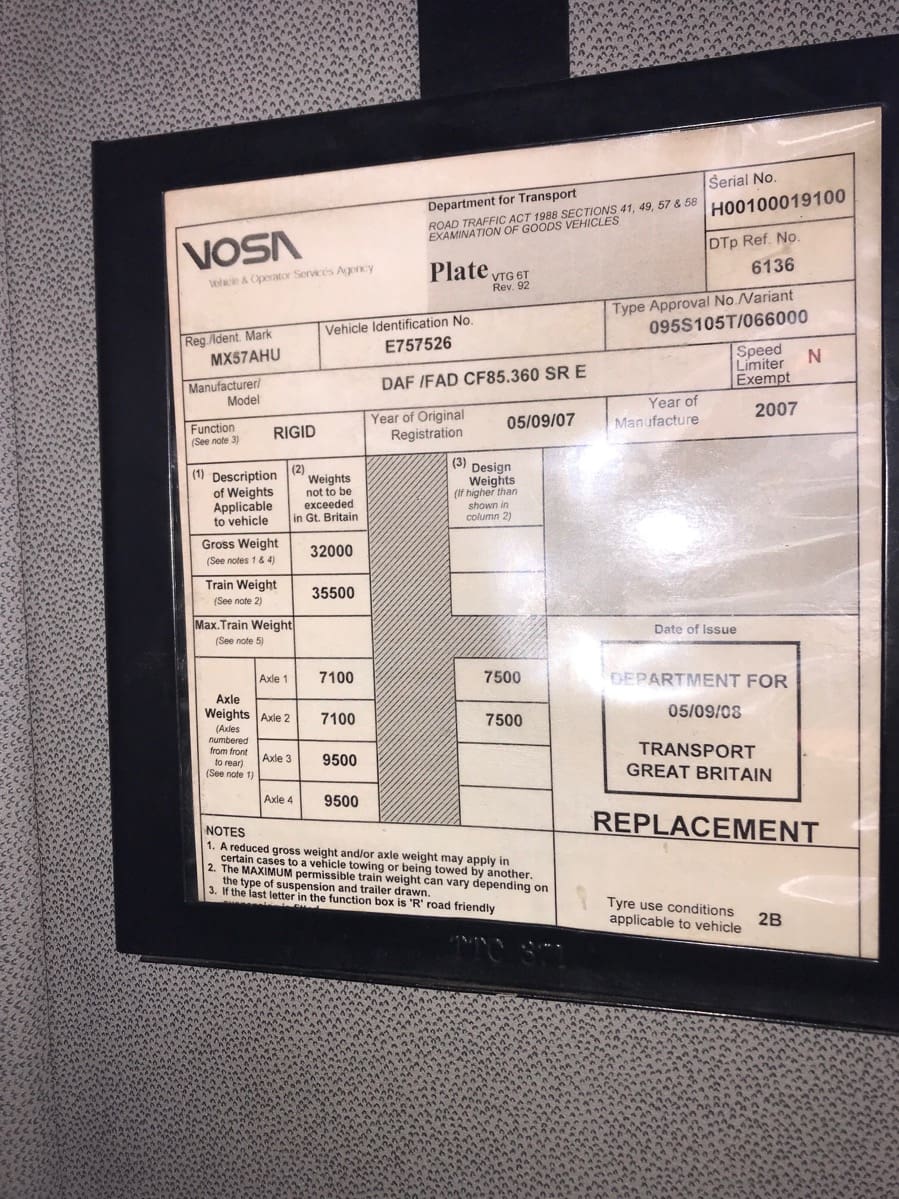 VOSA
Vehicle & Operator Services Agency
Department for Transport
ROAD TRAFFIC ACT 1988 SECTIONS 41, 49, 57 & 58
EXAMINATION OF GOODS VEHICLES
Plate VTG 6T
Rev. 92
Serial No.
H00100019100
DTp Ref. No.
6136
Reg./Ident. Mark
MX57AHU
Vehicle Identification No.
E757526
Type Approval No./Variant
095S105T/066000
Manufacturer/
Model
DAF /FAD CF85.360 SR E
Speed
Limiter
Exempt
N
Function
(See note 3)
RIGID
Year of Original
Registration
05/09/07
Year of
Manufacture
2007
(1) Description
of Weights
Applicable
to vehicle
(2)
Weights
not to be
exceeded
in Gt. Britain
(3) Design
Weights
(If higher than
shown in
column 2)
Gross Weight
(See notes 1 & 4)
32000
Train Weight
(See note 2)
35500
Max.Train Weight
(See note 5)
Axle
Weights
(Axles
numbered
from front
to rear)
(See note 1)
Axle 1 7100 7500
Axle 2 7100 7500
Axle 3 9500
Axle 4 9500
Date of Issue
DEPARTMENT FOR
05/09/08
TRANSPORT
GREAT BRITAIN
REPLACEMENT
NOTES
1. A reduced gross weight and/or axle weight may apply in
certain cases to a vehicle towing or being towed by another.
2. The MAXIMUM permissible train weight can vary depending on
the type of suspension and trailer drawn.
3. If the last letter in the function box is 'R' road friendly
Tyre use conditions
applicable to vehicle
2B